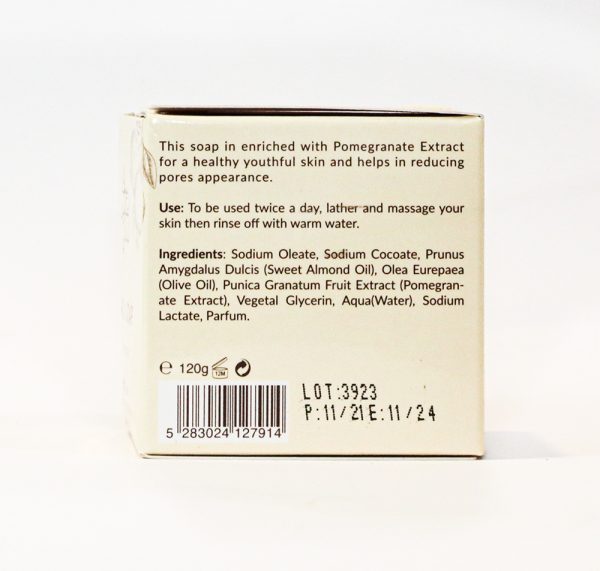 This soap in enriched with Pomegranate Extract
for a healthy youthful skin and helps in reducing
pores appearance.
Use: To be used twice a day, lather and massage your
skin then rinse off with warm water.
Ingredients: Sodium Oleate, Sodium Cocoate, Prunus
Amygdalus Dulcis (Sweet Almond Oil), Olea Eurepaea
(Olive Oil), Punica Granatum Fruit Extract (Pomegran-
ate Extract), Vegetal Glycerin, Aqua(Water), Sodium
Lactate, Parfum.
℮ 120g 12M
LOT:3923
P:11/21E:11/24
5 283024 127914